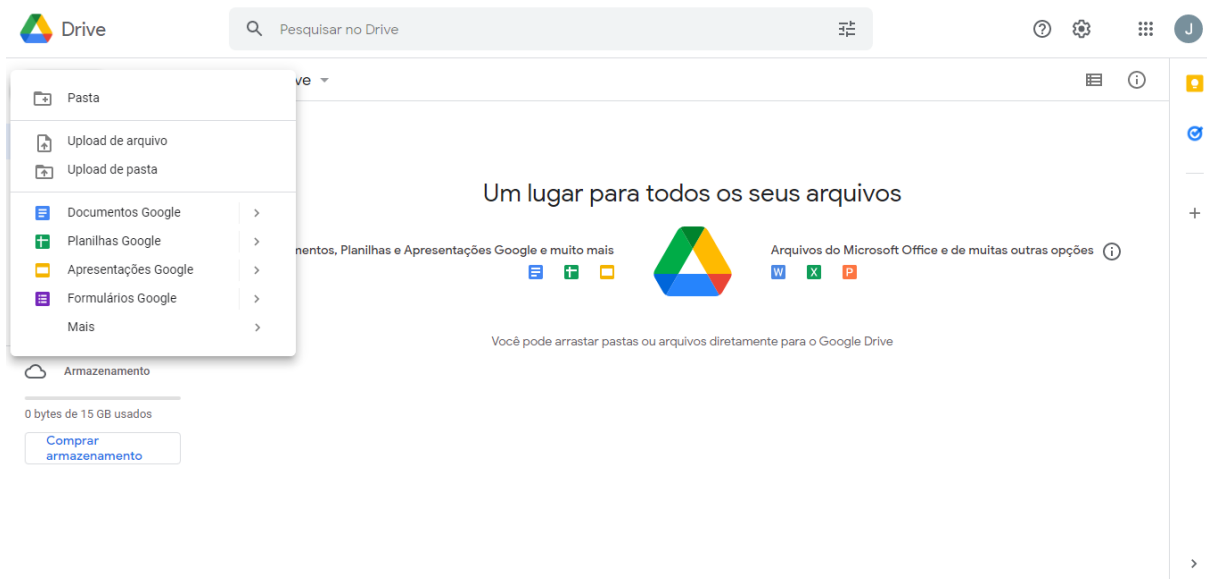 Drive
Pesquisar no Drive
J
ve
Pasta
Upload de arquivo
Upload de pasta
Documentos Google
Planilhas Google
Apresentações Google
Formulários Google
Mais
Um lugar para todos os seus arquivos
mentos, Planilhas e Apresentações Google e muito mais
Arquivos do Microsoft Office e de muitas outras opções
W X P
Você pode arrastar pastas ou arquivos diretamente para o Google Drive
Armazenamento
0 bytes de 15 GB usados
Comprar
armazenamento